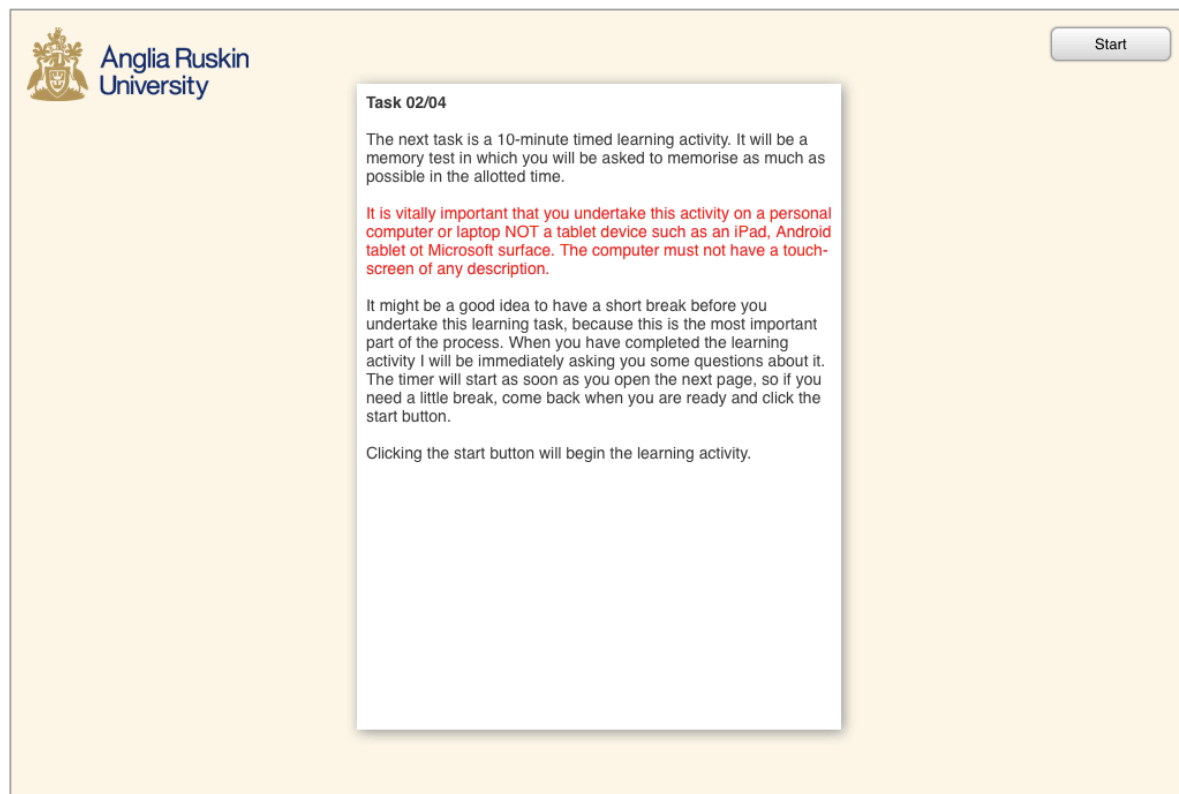 Anglia Ruskin
University
Start
Task 02/04
The next task is a 10-minute timed learning activity. It will be a
memory test in which you will be asked to memorise as much as
possible in the allotted time.
It is vitally important that you undertake this activity on a personal
computer or laptop NOT a tablet device such as an iPad, Android
tablet ot Microsoft surface. The computer must not have a touch-
screen of any description.
It might be a good idea to have a short break before you
undertake this learning task, because this is the most important
part of the process. When you have completed the learning
activity I will be immediately asking you some questions about it.
The timer will start as soon as you open the next page, so if you
need a little break, come back when you are ready and click the
start button.
Clicking the start button will begin the learning activity.